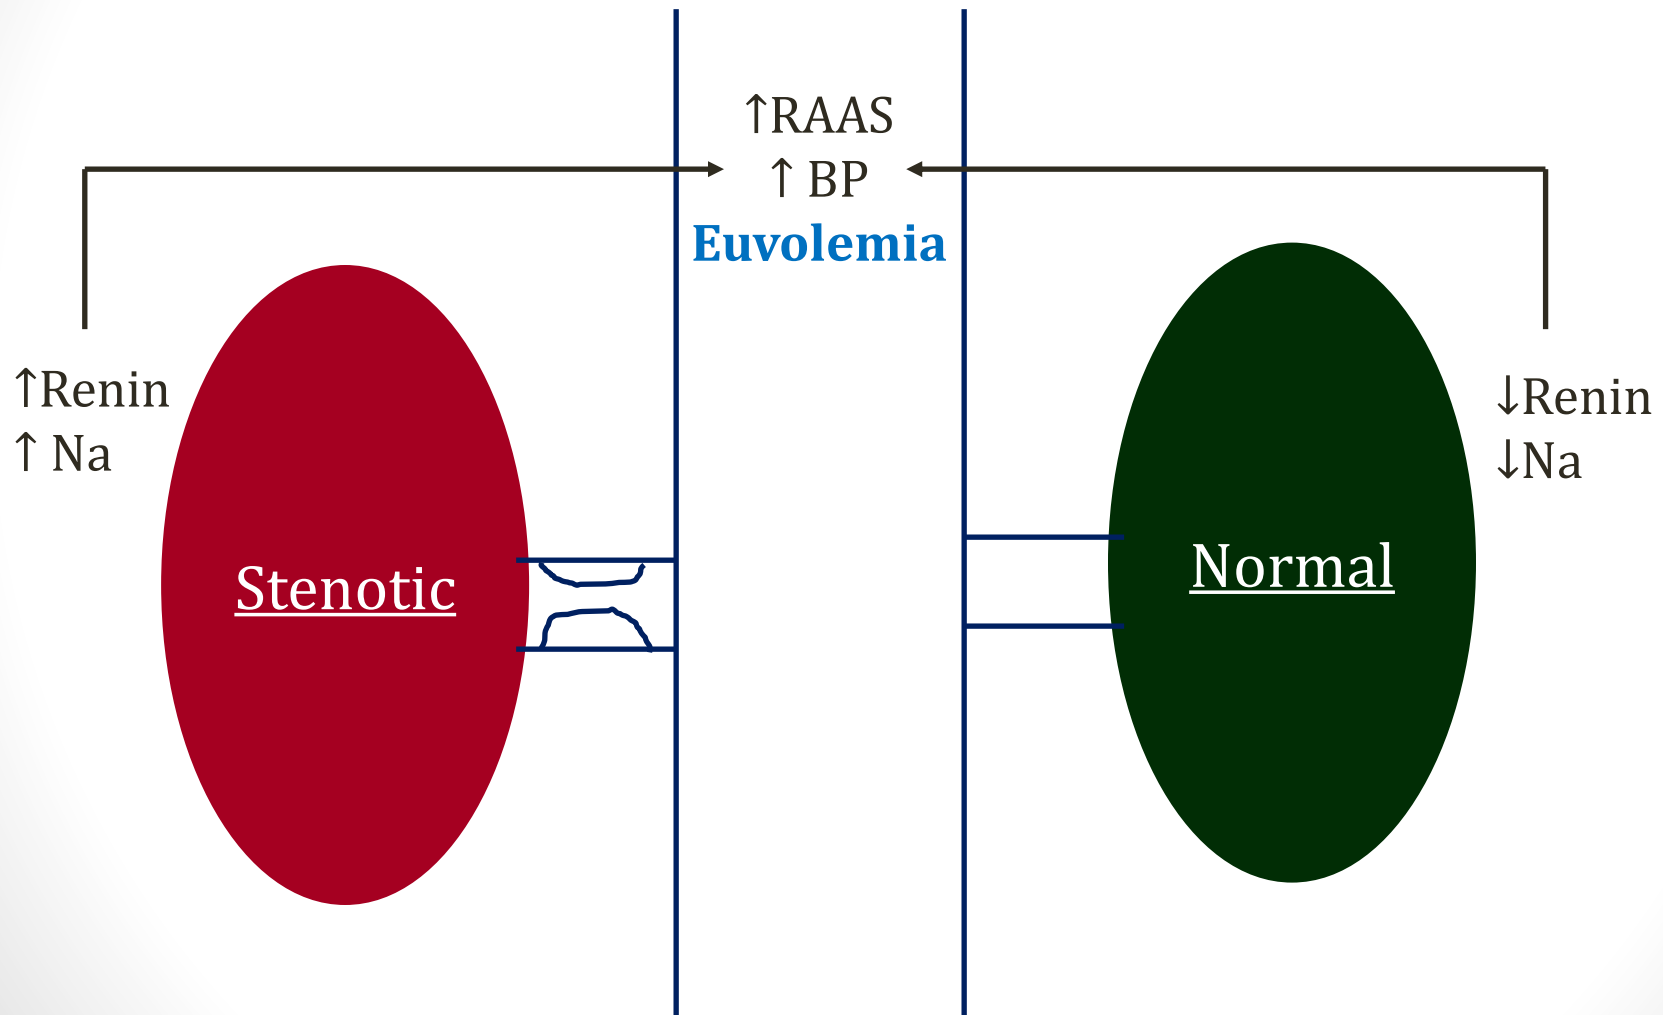 ↑RAAS
↑ BP
Euvolemia
↑Renin
↑ Na
↓Renin
↓Na
Stenotic
Normal